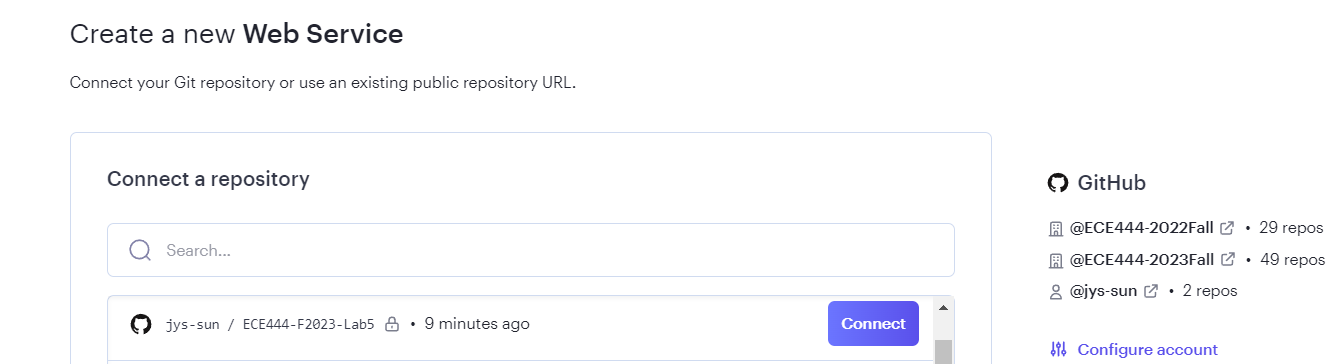 Create a new Web Service
Connect your Git repository or use an existing public repository URL.
Connect a repository
Search...
jys-sun / ECE444-F2023-Lab5 • 9 minutes ago
Connect
GitHub
@ECE444-2022Fall • 29 repos
@ECE444-2023Fall • 49 repos
@jys-sun • 2 repos
Configure account